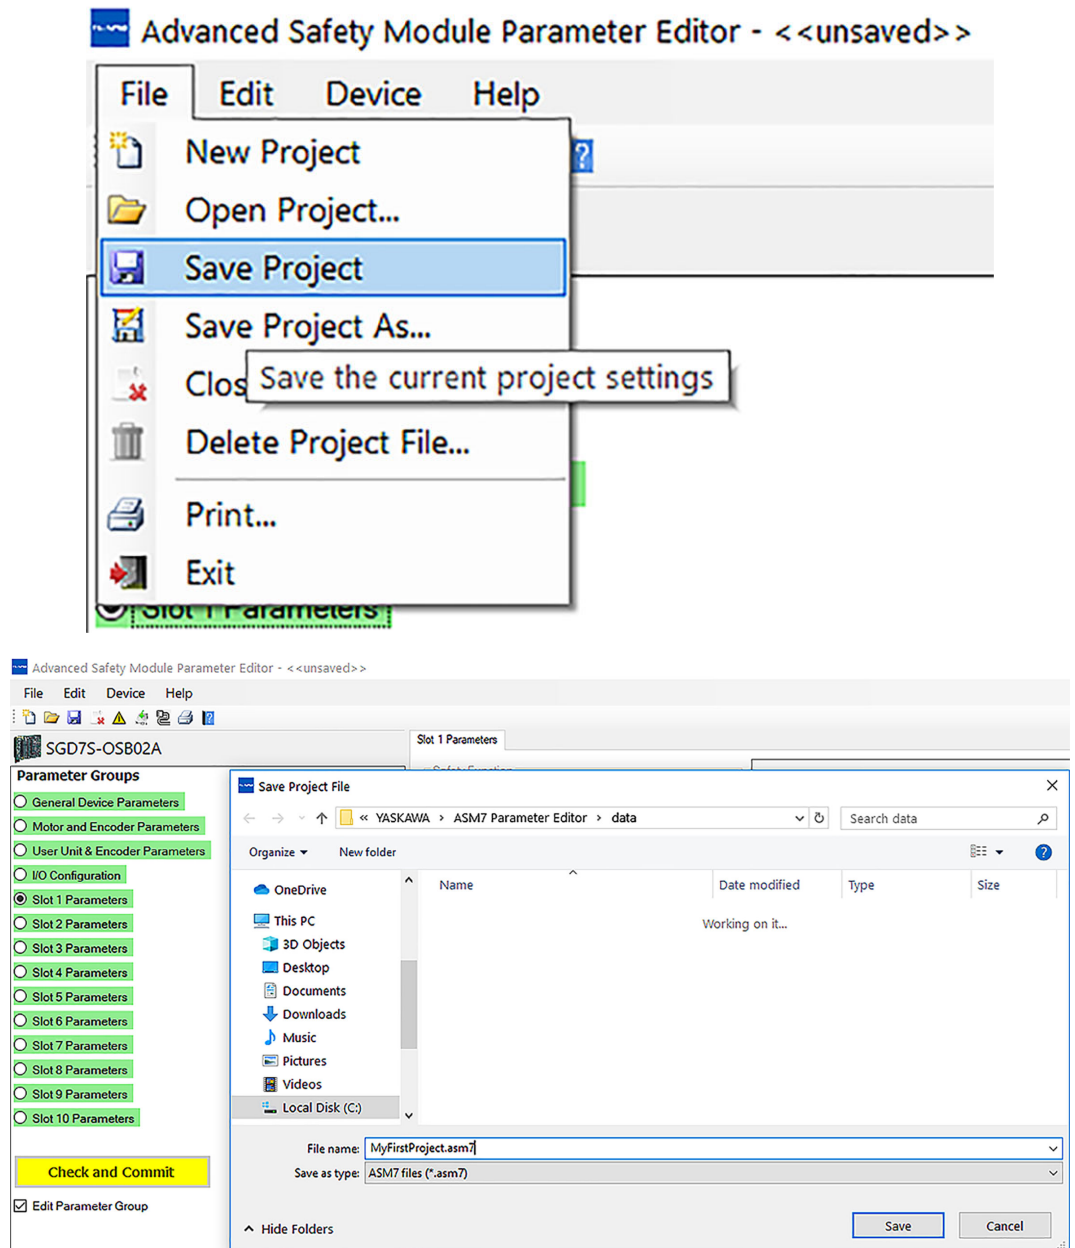 Advanced Safety Module Parameter Editor - <<unsaved>>
File Edit Device Help
New Project
?
Open Project...
Save Project
Save Project As...
Clos
Save the current project settings
Delete Project File...
Print...
Exit
Slot 1 Parameters
Advanced Safety Module Parameter Editor - <<unsaved>>
File Edit Device Help
SGD7S-OSB02A
Slot 1 Parameters
Safety Function
Parameter Groups
General Device Parameters
Motor and Encoder Parameters
User Unit & Encoder Parameters
I/O Configuration
Slot 1 Parameters
Slot 2 Parameters
Slot 3 Parameters
Slot 4 Parameters
Slot 5 Parameters
Slot 6 Parameters
Slot 7 Parameters
Slot 8 Parameters
Slot 9 Parameters
Slot 10 Parameters
Check and Commit
Edit Parameter Group
Save Project File
« YASKAWA › ASM7 Parameter Editor › data
Search data
Organize
New folder
?
Name Date modified Type Size
Working on it...
OneDrive
This PC
3D Objects
Desktop
Documents
Downloads
Music
Pictures
Videos
Local Disk (C:)
File name: MyFirstProject.asm7
Save as type: ASM7 files (*.asm7)
Hide Folders
Save Cancel